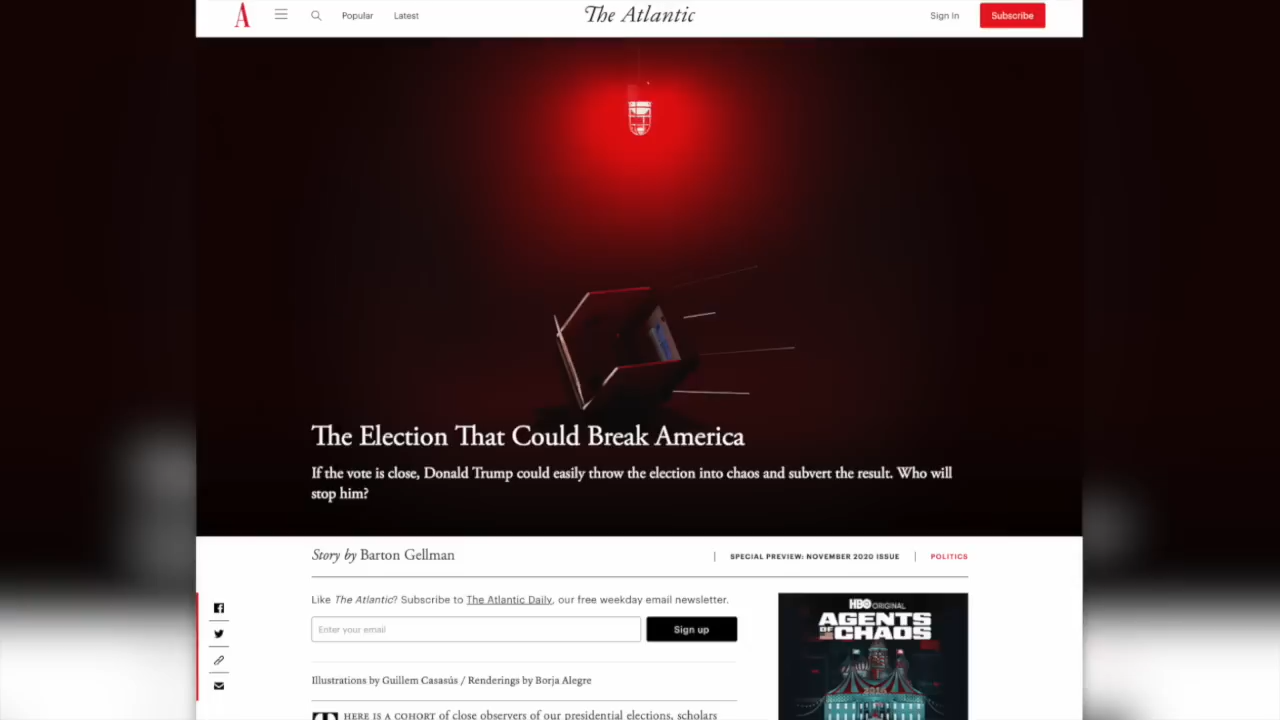 A
Popular
Latest
The Atlantic
Sign In
Subscribe
The Election That Could Break America
If the vote is close, Donald Trump could easily throw the election into chaos and subvert the result. Who will
stop him?
Story by Barton Gellman
SPECIAL PREVIEW: NOVEMBER 2020 ISSUE
POLITICS
Like The Atlantic? Subscribe to The Atlantic Daily, our free weekday email newsletter.
Enter your email
Sign up
Illustrations by Guillem Casasús / Renderings by Borja Alegre
THERE IS A COHORT of close observers of our presidential elections, scholars
HBO ORIGINAL
AGENTS
OF CHAOS
2016